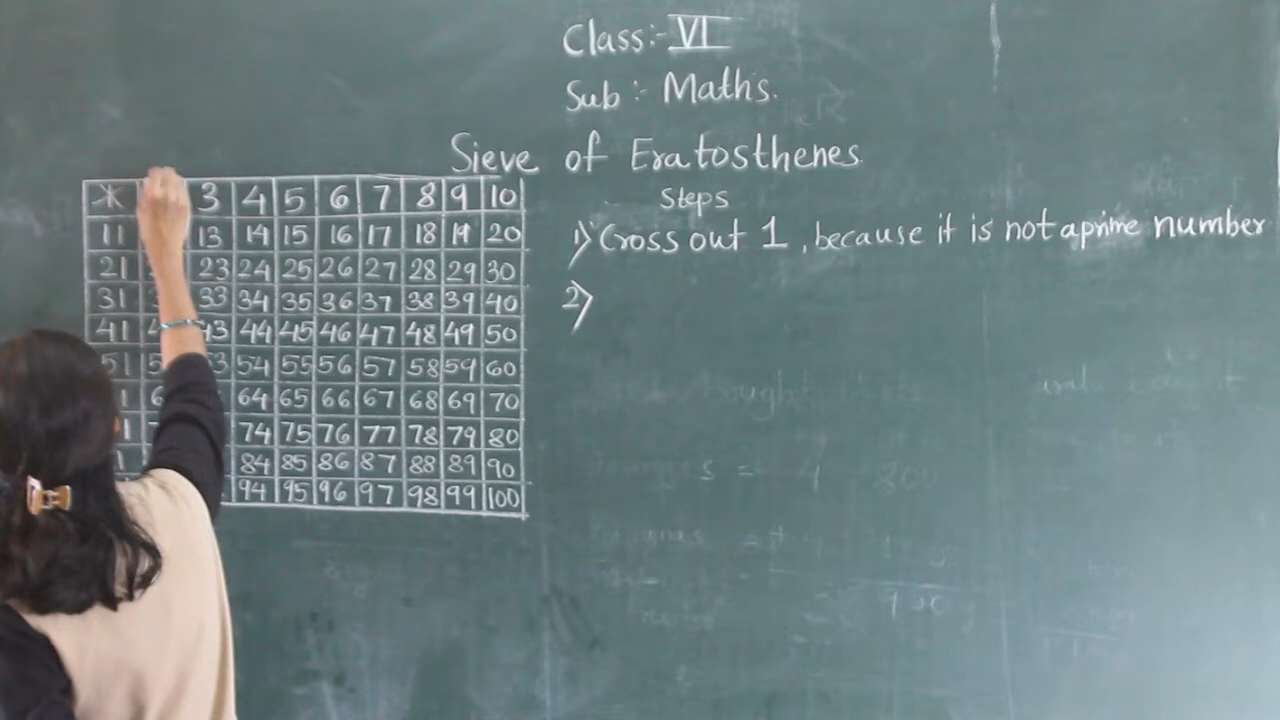 Class:- VI
Sub :- Maths.
Sieve of Eratosthenes
Steps
3 4 5 6 7 8 9 10
11 13 14 15 16 17 18 19 20
21 23 24 25 26 27 28 29 30
31 33 34 35 36 37 38 39 40
41 43 44 45 46 47 48 49 50
51 53 54 55 56 57 58 59 60
64 65 66 67 68 69 70
74 75 76 77 78 79 80
84 85 86 87 88 89 90
94 95 96 97 98 99 100
1) Cross out 1, because it is not a prime number
2)